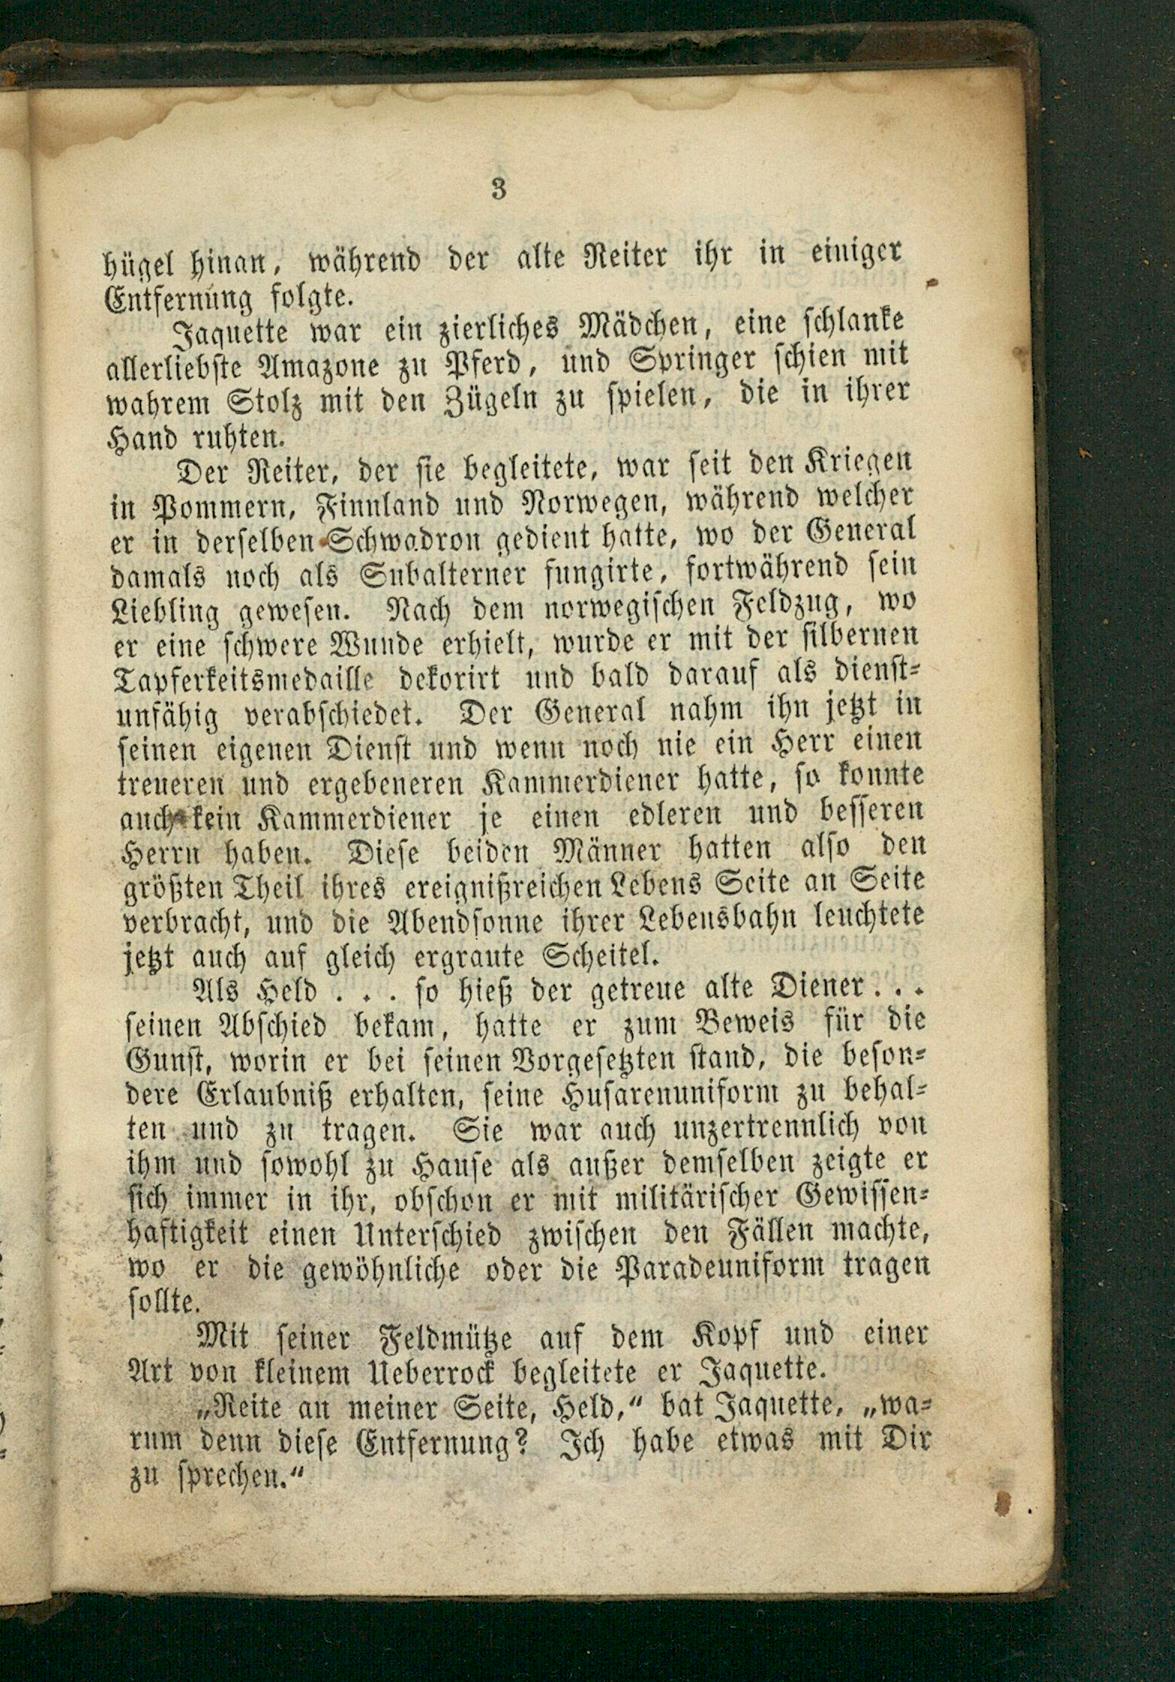 3
hügel hinan, während der alte Reiter ihr in einiger
Entfernung folgte.
Jaquette war ein zierliches Mädchen, eine schlanke
allerliebste Amazone zu Pferd, und Springer schien mit
wahrem Stolz mit den Zügeln zu spielen, die in ihrer
Hand ruhten.
Der Reiter, der sie begleitete, war seit den Kriegen
in Pommern, Finnland und Norwegen, während welcher
er in derselben Schwadron gedient hatte, wo der General
damals noch als Subalterner fungirte, fortwährend sein
Liebling gewesen. Nach dem norwegischen Feldzug, wo
er eine schwere Wunde erhielt, wurde er mit der silbernen
Tapferkeitsmedaille dekorirt und bald darauf als dienst-
unfähig verabschiedet. Der General nahm ihn jetzt in
seinen eigenen Dienst und wenn noch nie ein Herr einen
treueren und ergebeneren Kammerdiener hatte, so konnte
auch kein Kammerdiener je einen edleren und besseren
Herrn haben. Diese beiden Männer hatten also den
größten Theil ihres ereignißreichen Lebens Seite an Seite
verbracht, und die Abendsonne ihrer Lebensbahn leuchtete
jetzt auch auf gleich ergraute Scheitel.
Als Held . . . so hieß der getreue alte Diener . . .
seinen Abschied bekam, hatte er zum Beweis für die
Gunst, worin er bei seinen Vorgesetzten stand, die beson-
dere Erlaubniß erhalten, seine Husarenuniform zu behal-
ten und zu tragen. Sie war auch unzertrennlich von
ihm und sowohl zu Hause als außer demselben zeigte er
sich immer in ihr, obschon er mit militärischer Gewissen-
haftigkeit einen Unterschied zwischen den Fällen machte,
wo er die gewöhnliche oder die Paradeuniform tragen
sollte.
Mit seiner Feldmütze auf dem Kopf und einer
Art von kleinem Ueberrock begleitete er Jaquette.
„Reite an meiner Seite, Held,“ bat Jaquette, „wa-
rum denn diese Entfernung? Ich habe etwas mit Dir
zu sprechen.“